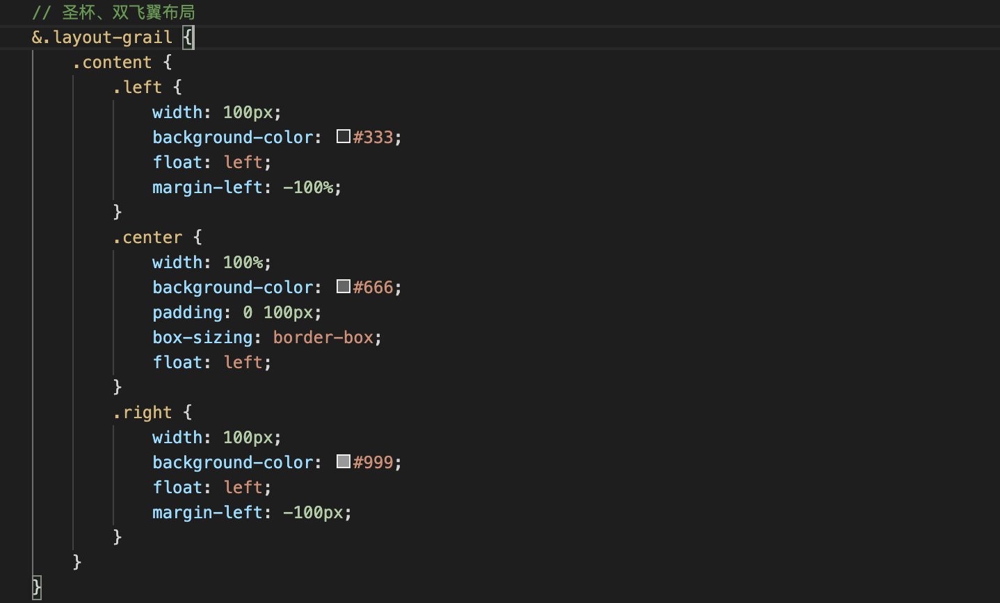 // 圣杯、双飞翼布局
&.layout-grail {
.content {
.left {
width: 100px;
background-color: #333;
float: left;
margin-left: -100%;
}
.center {
width: 100%;
background-color: #666;
padding: 0 100px;
box-sizing: border-box;
float: left;
}
.right {
width: 100px;
background-color: #999;
float: left;
margin-left: -100px;
}
}
}